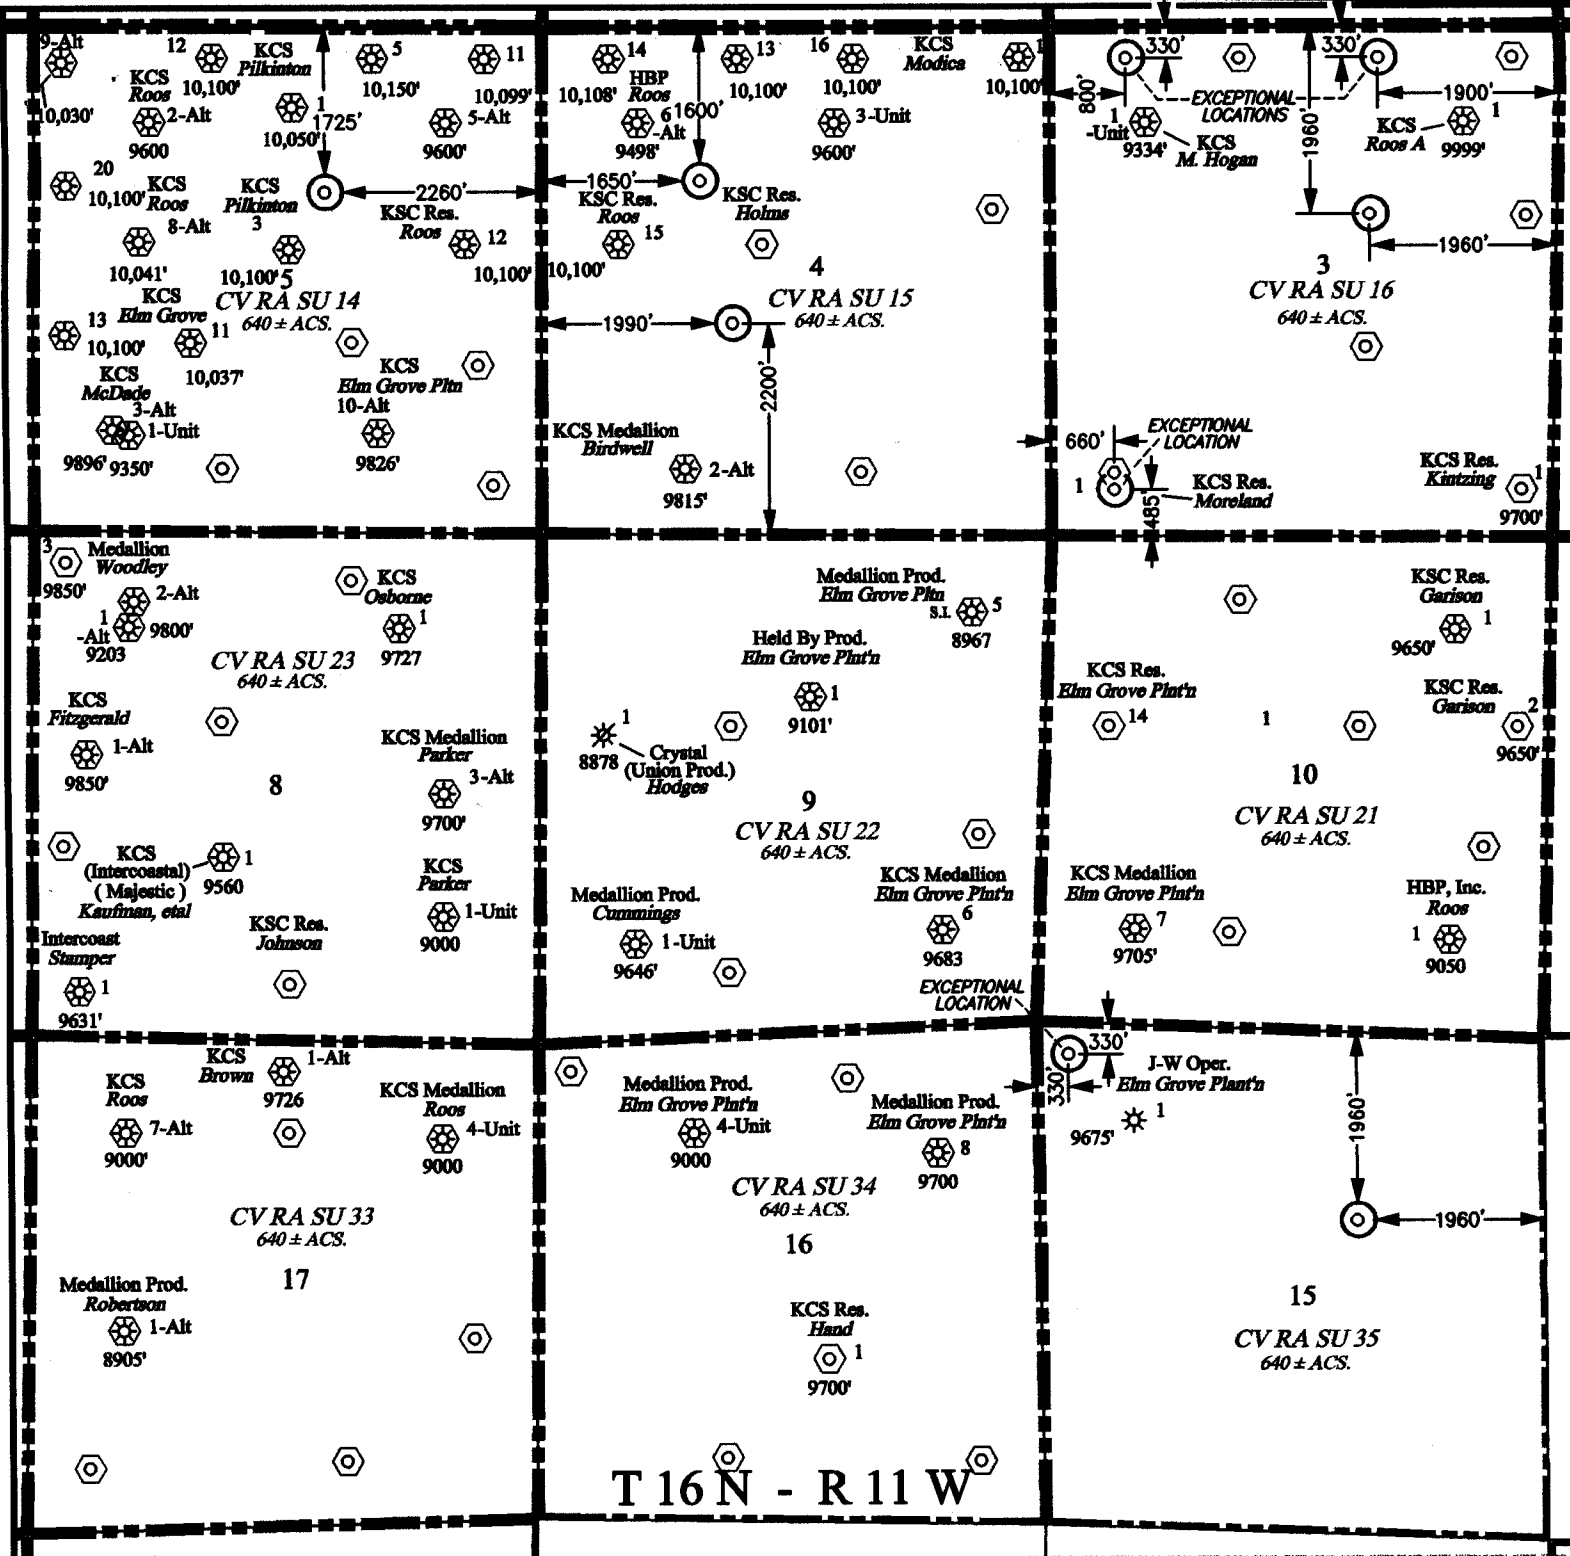 9-Alt
10,030'
12
10,100'
KCS
Pilkinton
5
10,150'
11
10,099'
KCS
Roos
2-Alt
9600
1
10,050'
1725'
5-Alt
9600'
20
10,100'
KCS
Roos
8-Alt
10,041'
KCS
Pilkinton
3
10,100'
2260'
KSC Res.
Roos
12
10,100'
5
CV RA SU 14
640 ± ACS.
KCS
Elm Grove
13
10,100'
11
10,037'
KCS
McDade
3-Alt
1-Unit
9896'
9350'
KCS
Elm Grove Pltn
10-Alt
9826'
14
10,108'
HBP
Roos
6
-Alt
9498'
1600'
13
10,100'
16
10,100'
KCS
Modica
1
10,100'
3-Unit
9600'
1650'
KSC Res.
Roos
15
10,100'
KSC Res.
Holms
4
CV RA SU 15
640 ± ACS.
1990'
2200'
KCS Medallion
Birdwell
2-Alt
9815'
330'
330'
800'
EXCEPTIONAL
LOCATIONS
1960'
1900'
1
-Unit
9334'
KCS
M. Hogan
KCS
Roos A
1
9999'
1960'
3
CV RA SU 16
640 ± ACS.
EXCEPTIONAL
LOCATION
660'
1
485'
KCS Res.
Moreland
KCS Res.
Kintzing
1
9700'
3
9850'
Medallion
Woodley
2-Alt
1
-Alt
9800'
9203
KCS
Osborne
1
9727
CV RA SU 23
640 ± ACS.
KCS
Fitzgerald
1-Alt
9850'
8
KCS Medallion
Parker
3-Alt
9700'
KCS
(Intercoastal)
( Majestic )
Kaufman, etal
1
9560
KCS
Parker
1-Unit
9000
KSC Res.
Johnson
Intercoast
Stamper
1
9631'
Medallion Prod.
Elm Grove Pltn
S.I.
5
8967
Held By Prod.
Elm Grove Plnt'n
1
9101'
1
8878
Crystal
(Union Prod.)
Hodges
9
CV RA SU 22
640 ± ACS.
Medallion Prod.
Cummings
1-Unit
9646'
KCS Medallion
Elm Grove Plnt'n
6
9683
EXCEPTIONAL
LOCATION
KSC Res.
Garison
1
9650'
KCS Res.
Elm Grove Plnt'n
14
1
KSC Res.
Garison
2
9650'
10
CV RA SU 21
640 ± ACS.
KCS Medallion
Elm Grove Plnt'n
7
9705'
HBP, Inc.
Roos
1
9050
KCS
Brown
1-Alt
9726
KCS
Roos
7-Alt
9000'
KCS Medallion
Roos
4-Unit
9000
CV RA SU 33
640 ± ACS.
17
Medallion Prod.
Robertson
1-Alt
8905'
Medallion Prod.
Elm Grove Plnt'n
4-Unit
9000
Medallion Prod.
Elm Grove Plnt'n
8
9700
CV RA SU 34
640 ± ACS.
16
KCS Res.
Hand
1
9700'
330'
330'
J-W Oper.
Elm Grove Plant'n
1
9675'
1960'
1960'
15
CV RA SU 35
640 ± ACS.
T 16 N - R 11 W